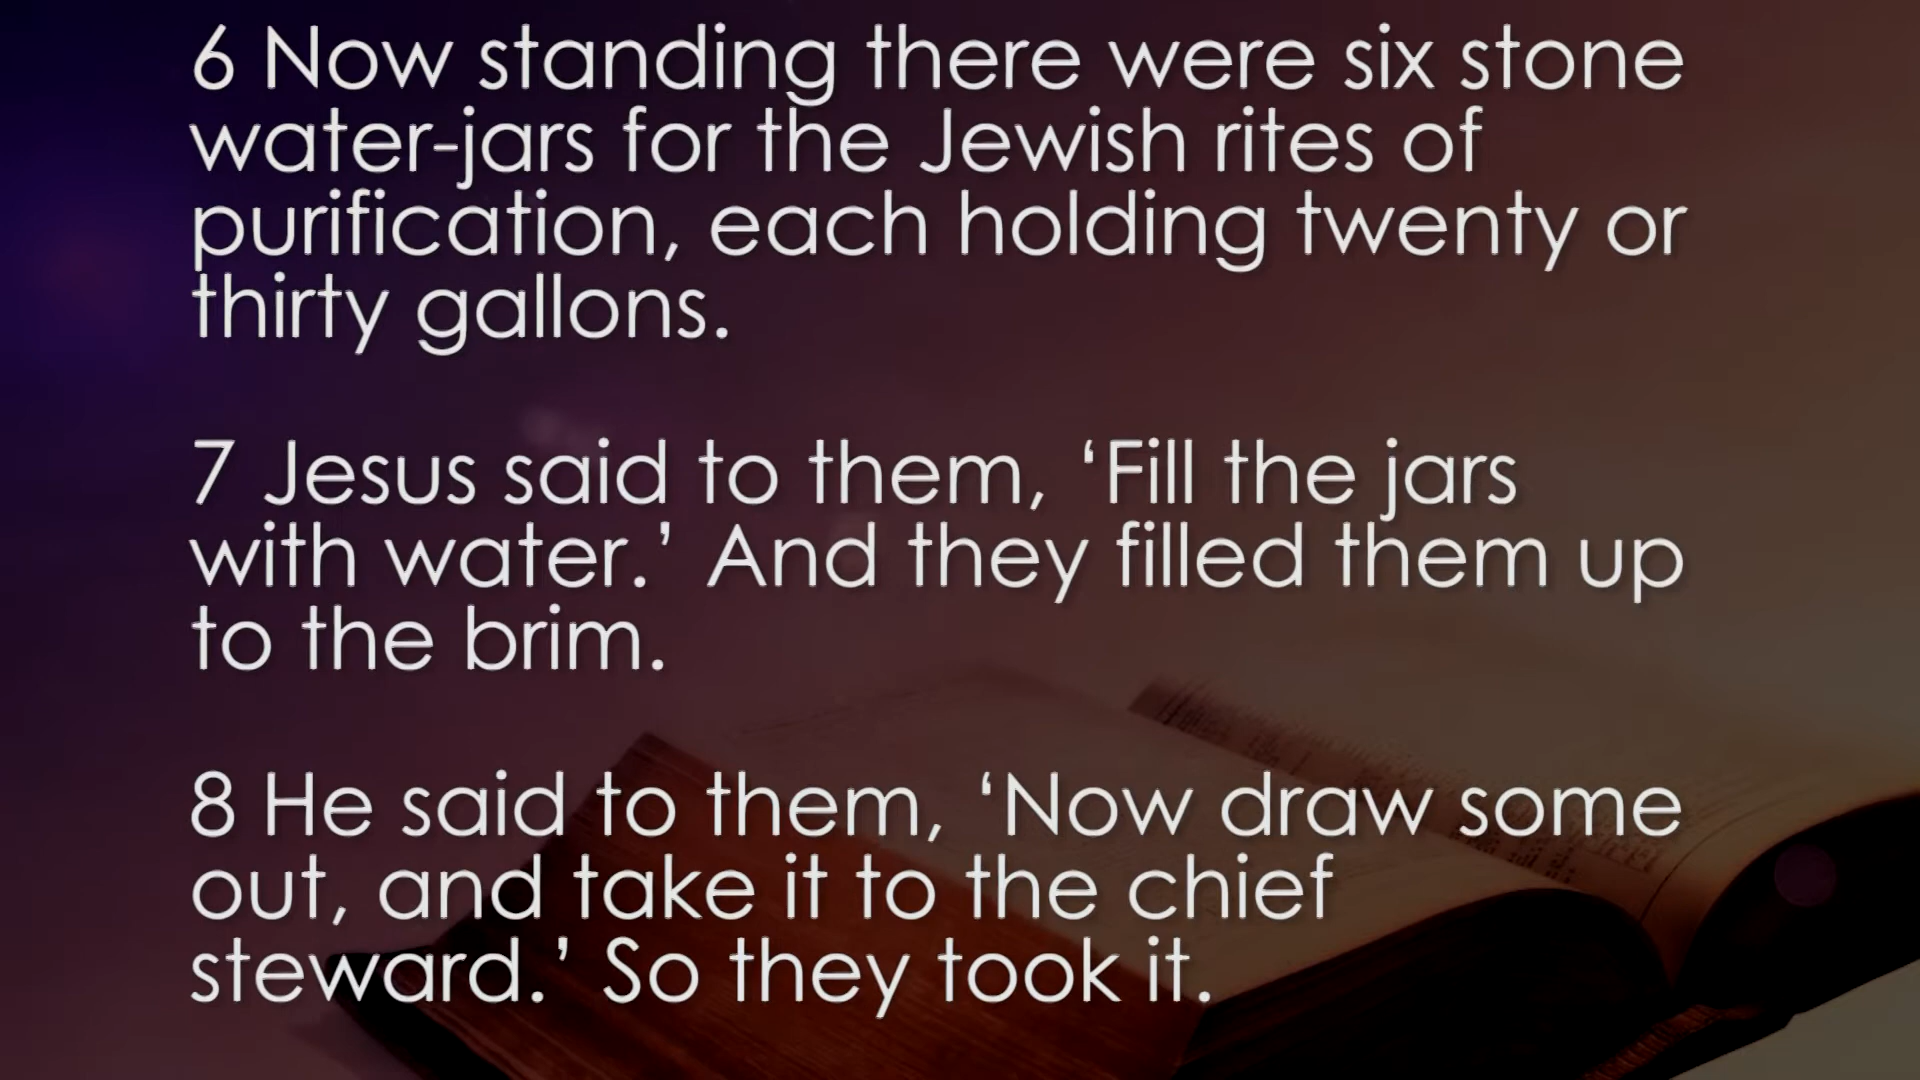 6 Now standing there were six stone
water-jars for the Jewish rites of
purification, each holding twenty or
thirty gallons.
7 Jesus said to them, ‘Fill the jars
with water.’ And they filled them up
to the brim.
8 He said to them, ‘Now draw some
out, and take it to the chief
steward.’ So they took it.